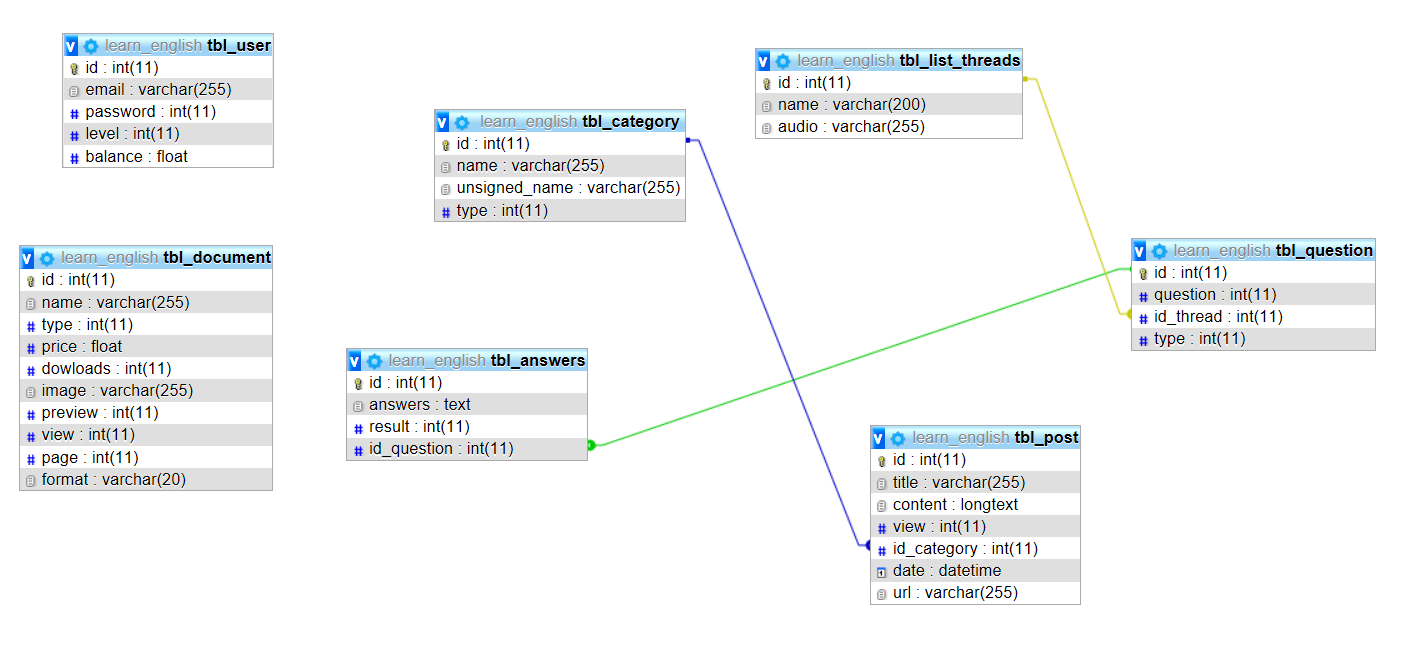 learn_english tbl_user
id : int(11)
email : varchar(255)
password : int(11)
level : int(11)
balance : float
learn_english tbl_document
id : int(11)
name : varchar(255)
type : int(11)
price : float
dowloads : int(11)
image : varchar(255)
preview : int(11)
view : int(11)
page : int(11)
format : varchar(20)
learn_english tbl_category
id : int(11)
name : varchar(255)
unsigned_name : varchar(255)
type : int(11)
learn_english tbl_answers
id : int(11)
answers : text
result : int(11)
id_question : int(11)
learn_english tbl_list_threads
id : int(11)
name : varchar(200)
audio : varchar(255)
learn_english tbl_question
id : int(11)
question : int(11)
id_thread : int(11)
type : int(11)
learn_english tbl_post
id : int(11)
title : varchar(255)
content : longtext
view : int(11)
id_category : int(11)
date : datetime
url : varchar(255)